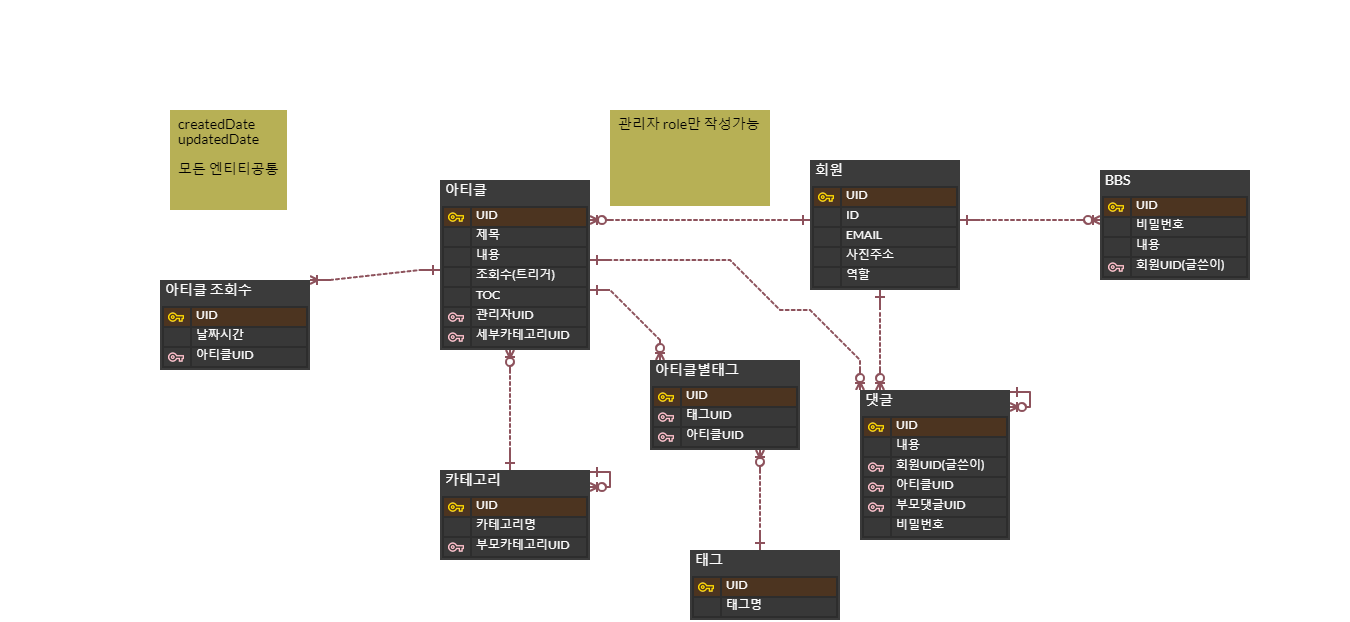 createdDate
updatedDate
모든 엔티티공통
관리자 role만 작성가능
아티클
UID
제목
내용
조회수(트리거)
TOC
관리자UID
세부카테고리UID
회원
UID
ID
EMAIL
사진주소
역할
BBS
UID
비밀번호
내용
회원UID(글쓴이)
아티클 조회수
UID
날짜시간
아티클UID
아티클별태그
UID
태그UID
아티클UID
댓글
UID
내용
회원UID(글쓴이)
아티클UID
부모댓글UID
비밀번호
카테고리
UID
카테고리명
부모카테고리UID
태그
UID
태그명